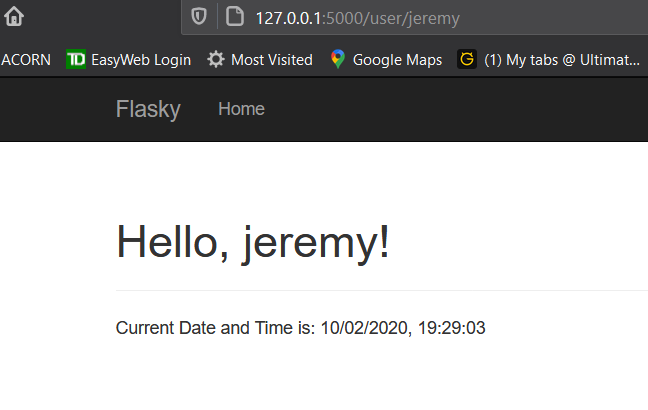 127.0.0.1:5000/user/jeremy
ACORN EasyWeb Login Most Visited Google Maps (1) My tabs @ Ultimat...
Flasky Home
Hello, jeremy!
Current Date and Time is: 10/02/2020, 19:29:03